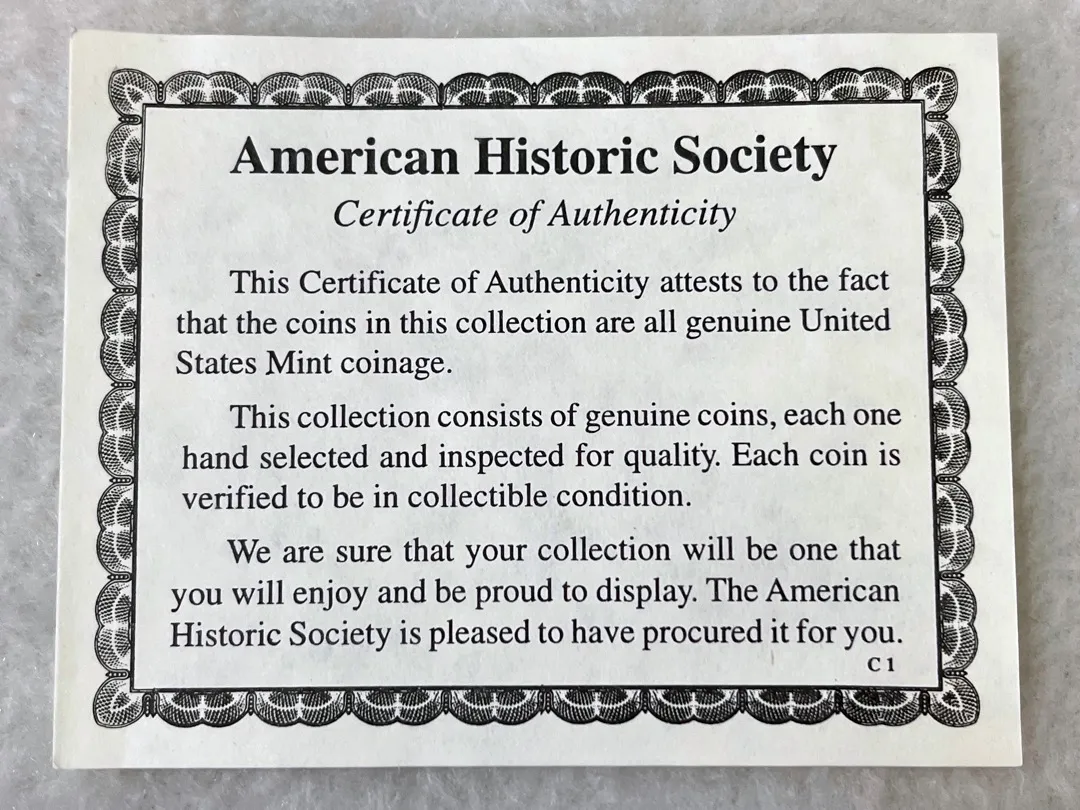 American Historic Society
Certificate of Authenticity
This Certificate of Authenticity attests to the fact
that the coins in this collection are all genuine United
States Mint coinage.
This collection consists of genuine coins, each one
hand selected and inspected for quality. Each coin is
verified to be in collectible condition.
We are sure that your collection will be one that
you will enjoy and be proud to display. The American
Historic Society is pleased to have procured it for you.
C 1